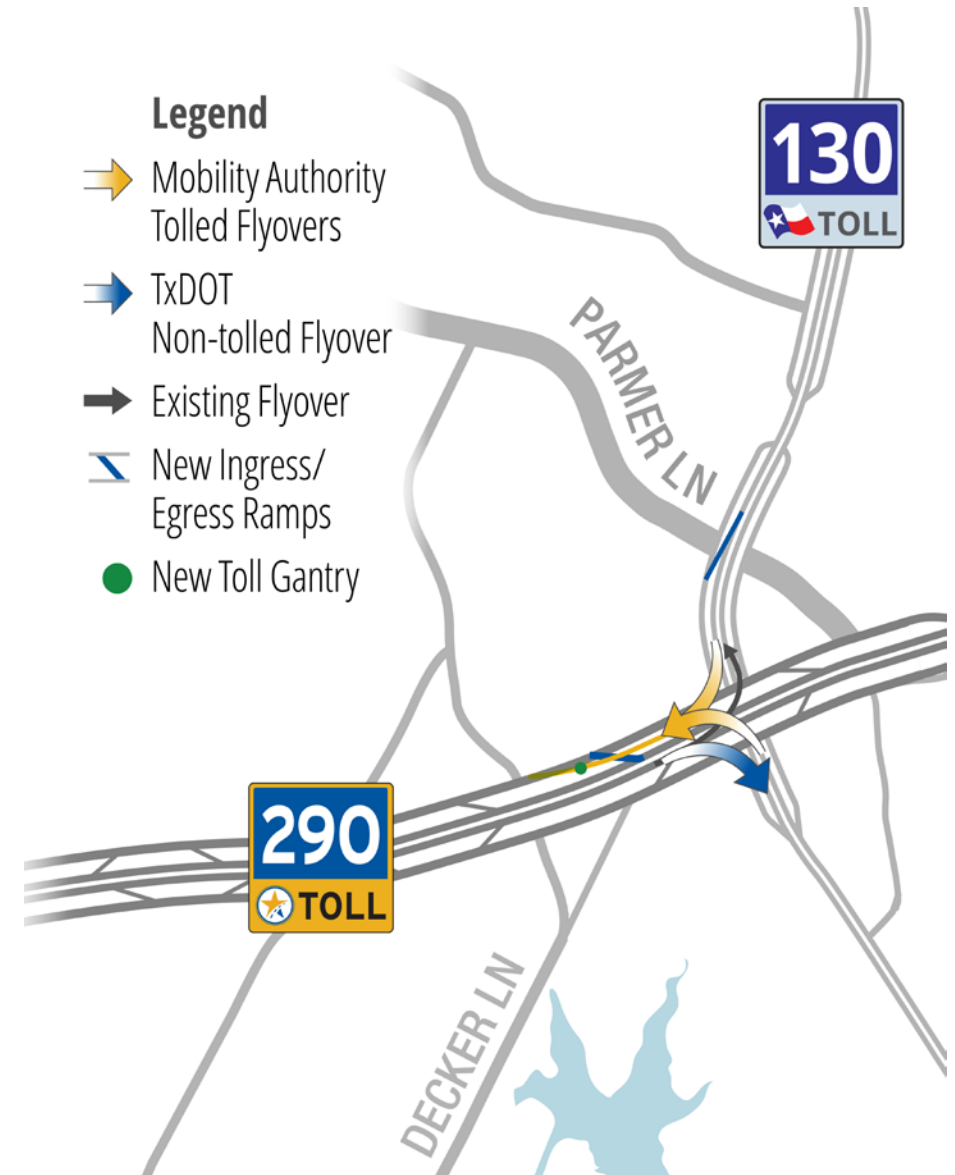 Legend
Mobility Authority
Tolled Flyovers
TxDOT
Non-tolled Flyover
Existing Flyover
New Ingress/
Egress Ramps
New Toll Gantry
130
TOLL
PARMER LN
290
TOLL
DECKER LN